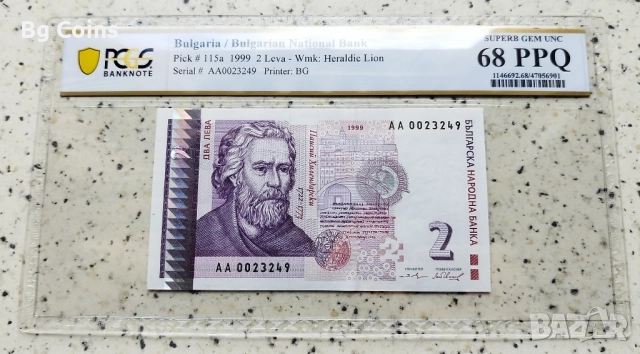 Bg Coins
PCGS
BANKNOTE
Bulgaria / Bulgarian National Bank
Pick # 115a 1999 2 Leva - Wmk: Heraldic Lion
Serial # AA0023249 Printer: BG
SUPERB GEM UNC
68 PPQ
1146692.68/47056901
ДВА ЛЕВА
2
Паисий Хилендарски
1722-1773
1999
АА 0023249
БЪЛГАРСКА НАРОДНА БАНКА
2
АА 0023249
BAZAR